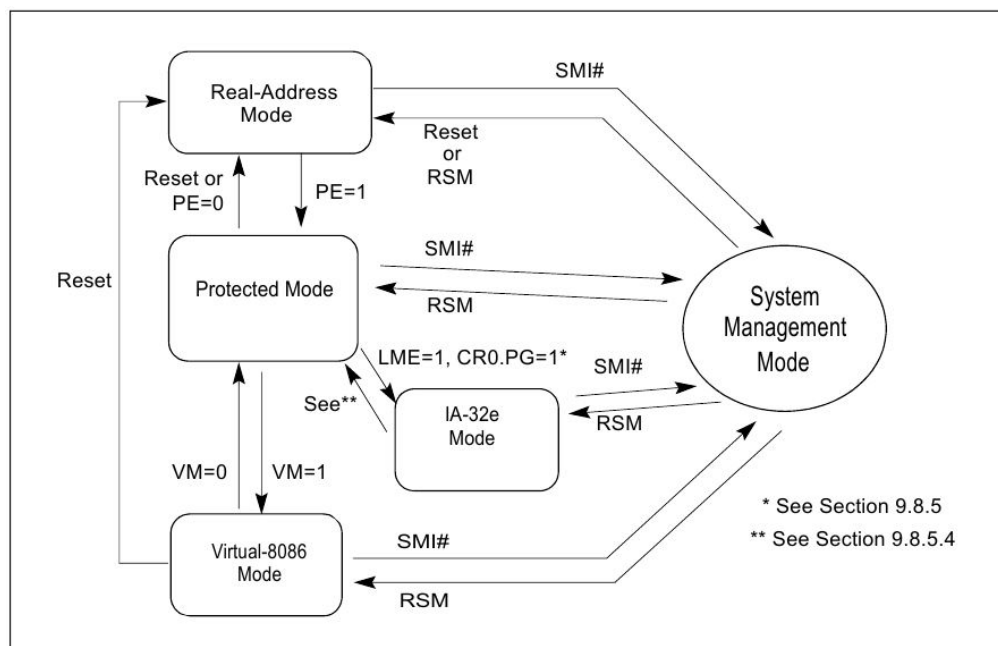 Real-Address
Mode
SMI#
Reset
or
RSM
Reset or
PE=0
PE=1
Reset
Protected Mode
SMI#
RSM
System
Management
Mode
LME=1, CR0.PG=1*
See**
IA-32e
Mode
SMI#
RSM
VM=0
VM=1
Virtual-8086
Mode
SMI#
RSM
* See Section 9.8.5
** See Section 9.8.5.4